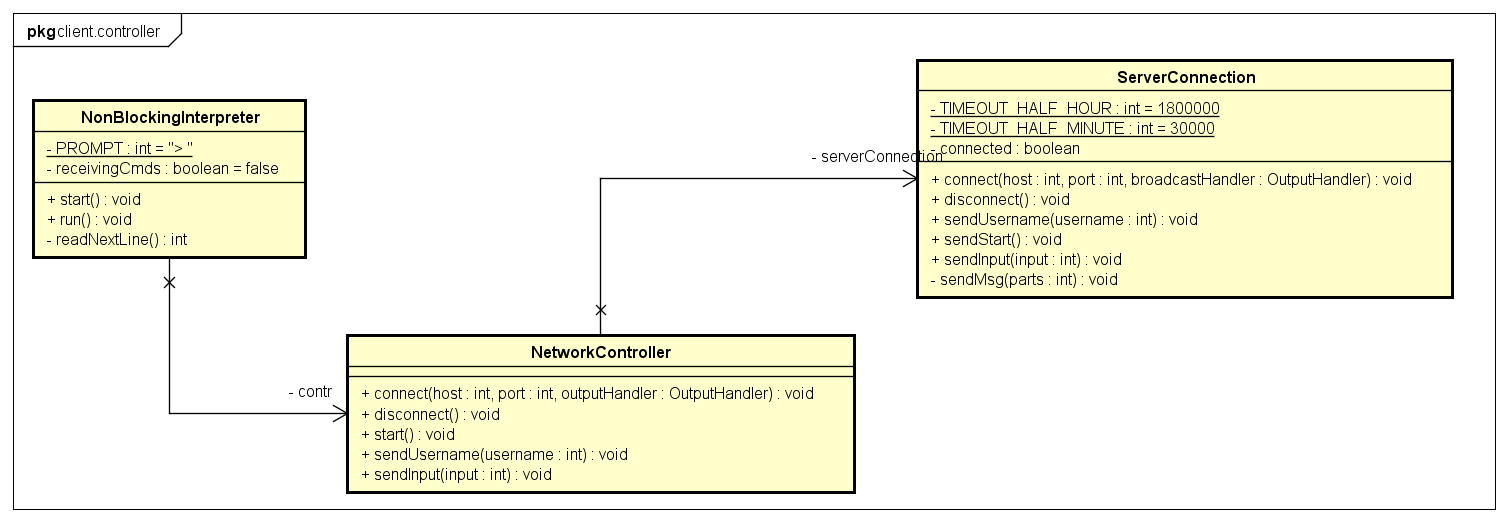 pkg client.controller
NonBlockingInterpreter
- PROMPT : int = "> "
- receivingCmds : boolean = false
+ start() : void
+ run() : void
- readNextLine() : int
ServerConnection
- TIMEOUT_HALF_HOUR : int = 1800000
- TIMEOUT_HALF_MINUTE : int = 30000
- connected : boolean
+ connect(host : int, port : int, broadcastHandler : OutputHandler) : void
+ disconnect() : void
+ sendUsername(username : int) : void
+ sendStart() : void
+ sendInput(input : int) : void
- sendMsg(parts : int) : void
- serverConnection
- contr
NetworkController
+ connect(host : int, port : int, outputHandler : OutputHandler) : void
+ disconnect() : void
+ start() : void
+ sendUsername(username : int) : void
+ sendInput(input : int) : void